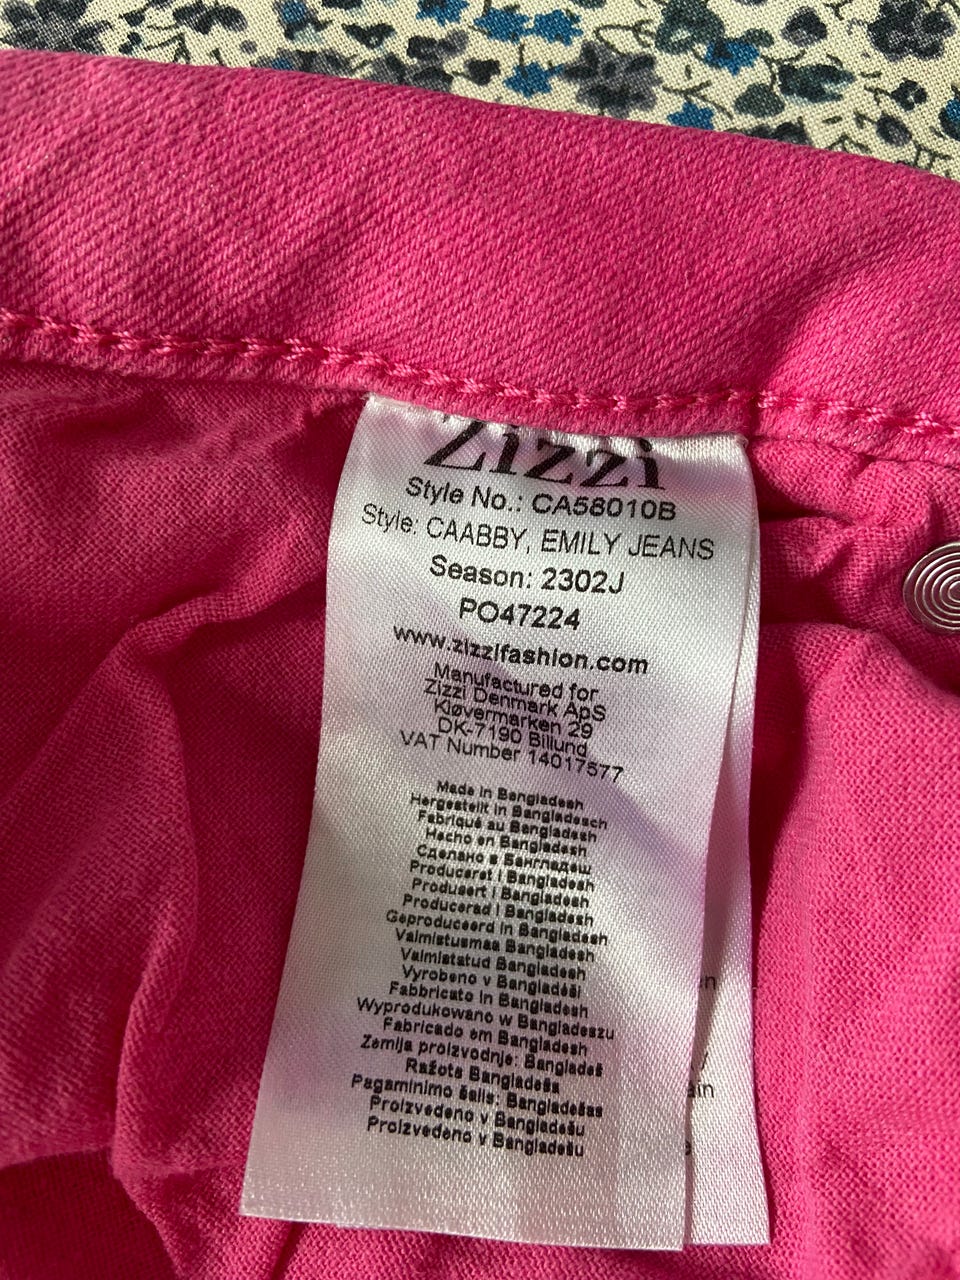 Zizzi
Style No.: CA58010B
Style: CAABBY, EMILY JEANS
Season: 2302J
PO47224
www.zizzifashion.com
Manufactured for
Zizzi Denmark ApS
Kløvermarken 29
DK-7190 Billund
VAT Number 14017577
Made in Bangladesh
Hergestellt in Bangladesch
Fabriqué au Bangladesh
Hecho en Bangladesh
Сделано в Бангладеш
Produceret i Bangladesh
Produsert i Bangladesh
Producerad i Bangladesh
Geproduceerd in Bangladesh
Valmistusmaa Bangladesh
Valmistatud Bangladesh
Vyrobeno v Bangladéši
Fabbricato in Bangladesh
Wyprodukowano w Bangladeszu
Fabricado em Bangladesh
Zemlja proizvodnje: Bangladeš
Ražots Bangladeša
Pagaminimo šalis: Bangladešas
Proizvedeno v Bangladešu
Proizvedeno v Bangladešu